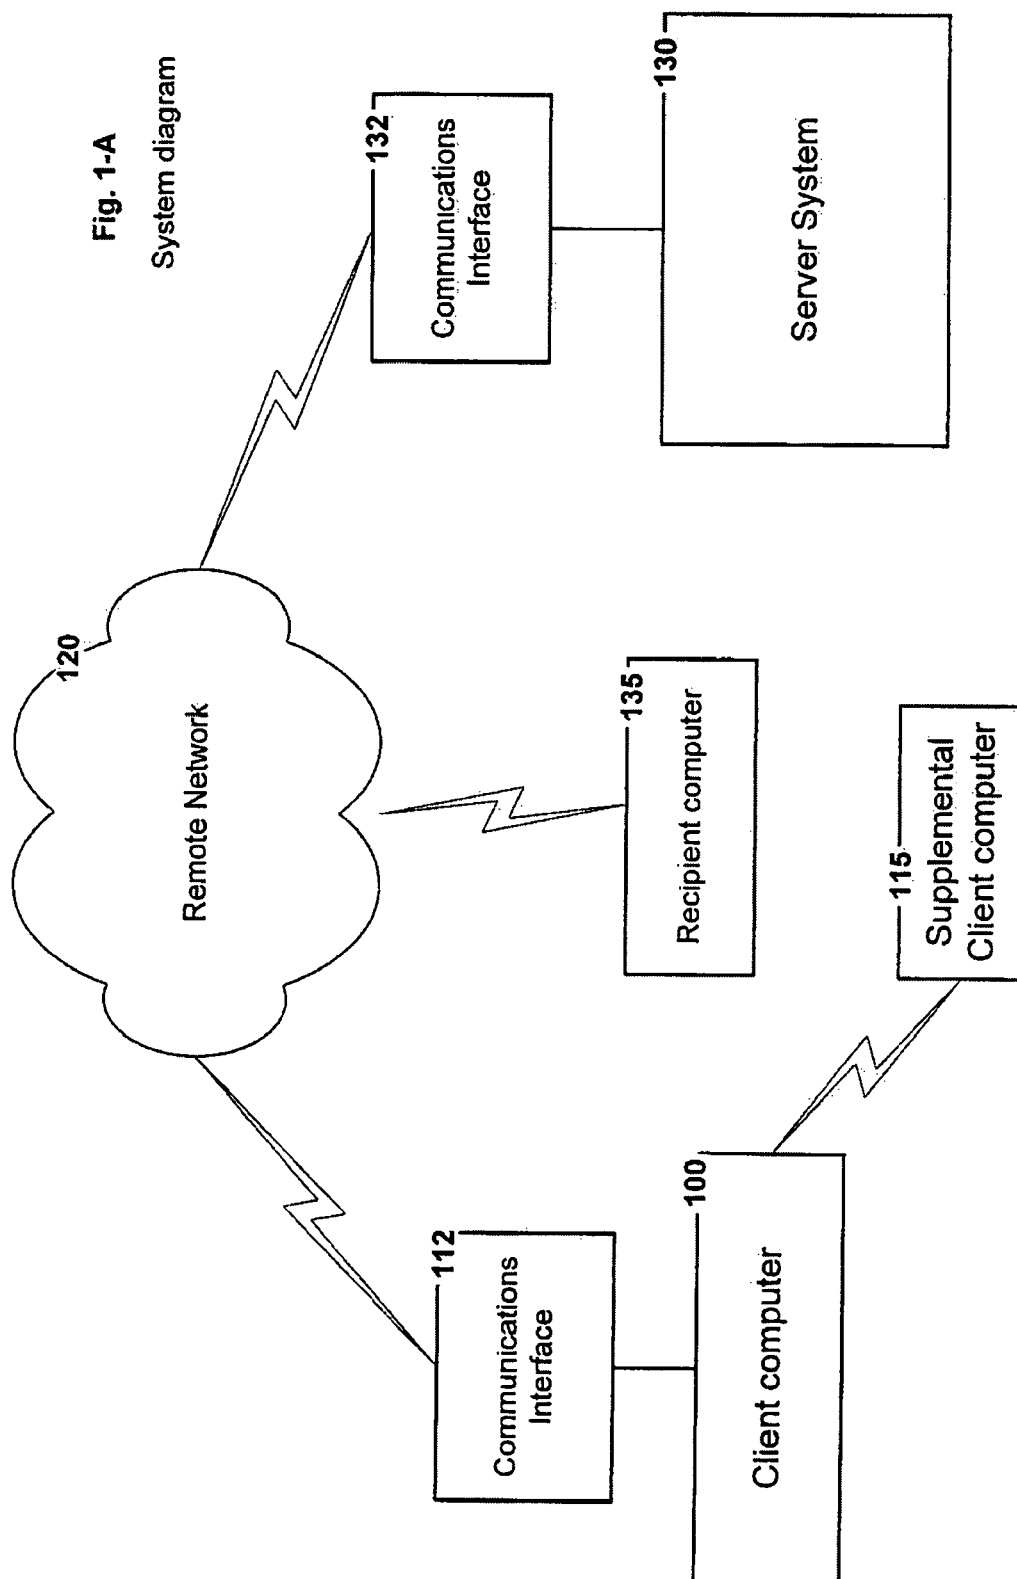 Fig. 1-A
System diagram
120
Remote Network
112
Communications
Interface
132
Communications
Interface
135
Recipient computer
100
Client computer
115
Supplemental
Client computer
130
Server System